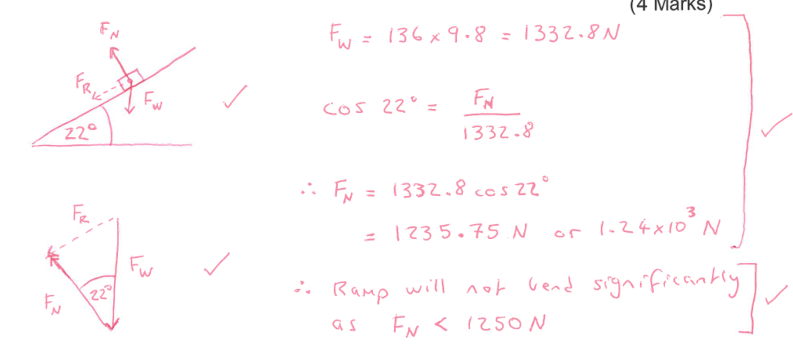 (4 Marks)
F_N
F_R
F_W
22°
F_W = 136 × 9.8 = 1332.8 N
cos 22° = F_N / 1332.8
∴ F_N = 1332.8 cos 22°
= 1235.75 N or 1.24×10³ N
F_R
F_W
F_N
22°
∴ Ramp will not bend significantly
as F_N < 1250 N